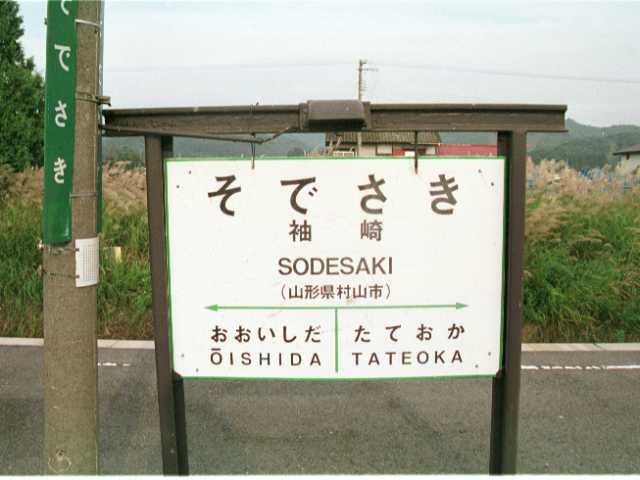 でさき
そでさき
袖崎
SODESAKI
(山形県村山市)
おおいしだ たておか
ŌISHIDA TATEOKA